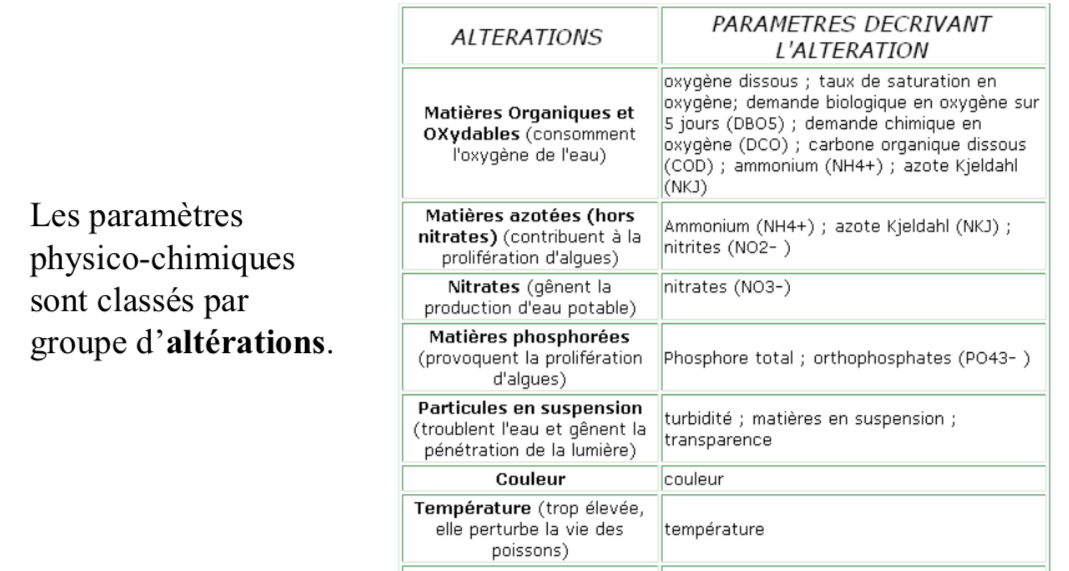 Les paramètres
physico-chimiques
sont classés par
groupe d'altérations.
ALTERATIONS
PARAMETRES DECRIVANT
L'ALTERATION
Matières Organiques et
OXydables (consomment
l'oxygène de l'eau)
oxygène dissous ; taux de saturation en
oxygène; demande biologique en oxygène sur
5 jours (DBO5) ; demande chimique en
oxygène (DCO) ; carbone organique dissous
(COD) ; ammonium (NH4+) ; azote Kjeldahl
(NKJ)
Matières azotées (hors
nitrates) (contribuent à la
prolifération d'algues)
Ammonium (NH4+) ; azote Kjeldahl (NKJ) ;
nitrites (NO2- )
Nitrates (gênent la
production d'eau potable)
nitrates (NO3-)
Matières phosphorées
(provoquent la prolifération
d'algues)
Phosphore total ; orthophosphates (PO43- )
Particules en suspension
(troublent l'eau et gênent la
pénétration de la lumière)
turbidité ; matières en suspension ;
transparence
Couleur
couleur
Température (trop élevée,
elle perturbe la vie des
poissons)
température